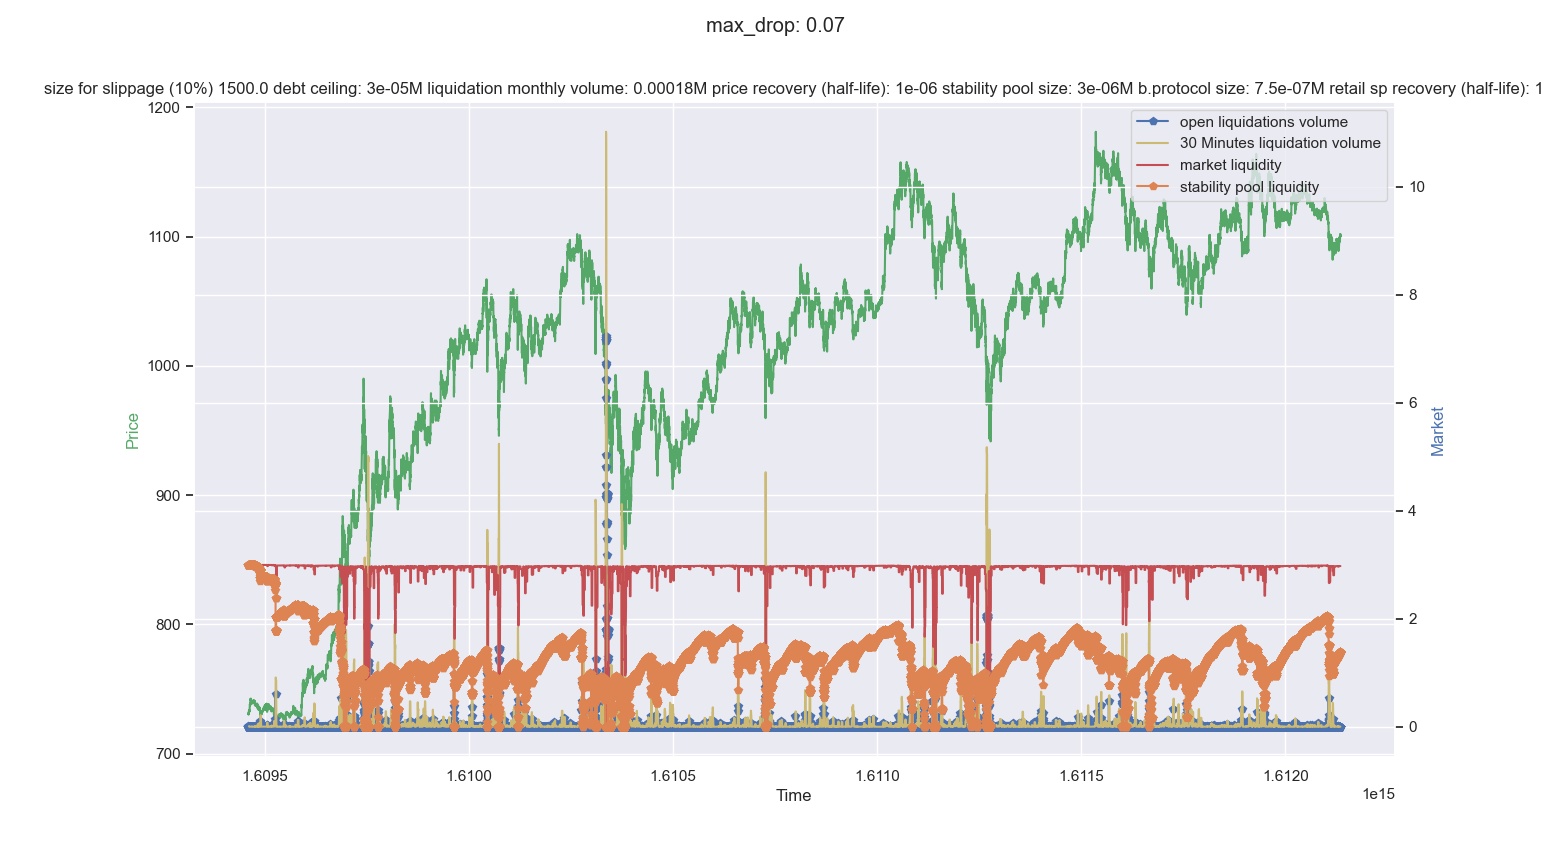 max_drop: 0.07
size for slippage (10%) 1500.0 debt ceiling: 3e-05M liquidation monthly volume: 0.00018M price recovery (half-life): 1e-06 stability pool size: 3e-06M b.protocol size: 7.5e-07M retail sp recovery (half-life): 1
open liquidations volume
30 Minutes liquidation volume
market liquidity
stability pool liquidity
1200
1100
1000
900
800
700
Price
10
8
6
4
2
0
Market
1.6095 1.6100 1.6105 1.6110 1.6115 1.6120
Time
1e15